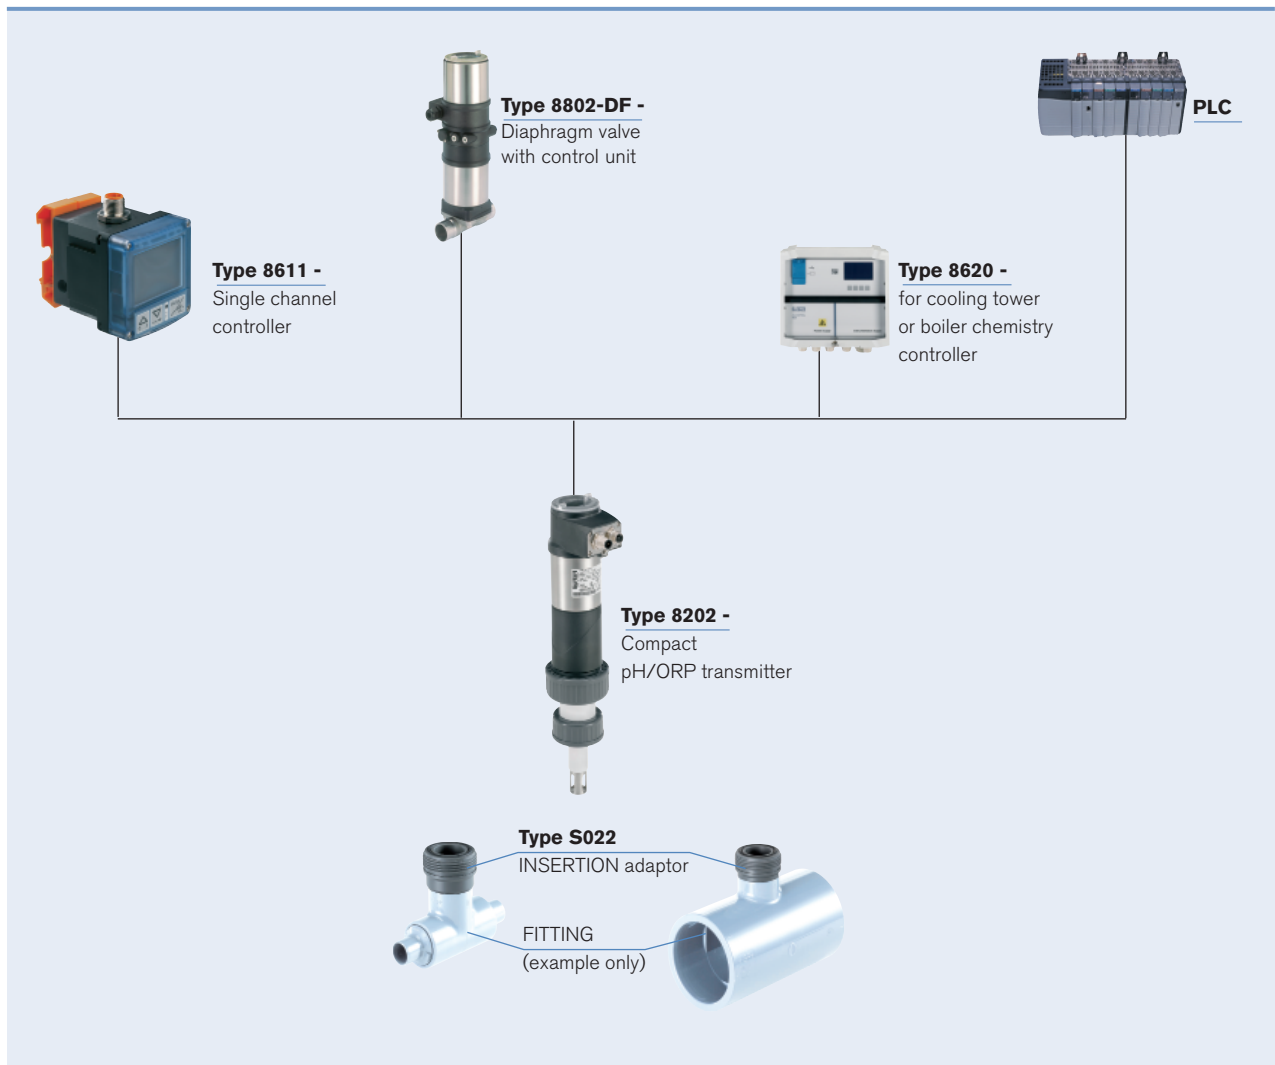 Type 8802-DF -
Diaphragm valve
with control unit
PLC
Type 8611 -
Single channel
controller
Type 8620 -
for cooling tower
or boiler chemistry
controller
Type 8202 -
Compact
pH/ORP transmitter
Type S022
INSERTION adaptor
FITTING
(example only)